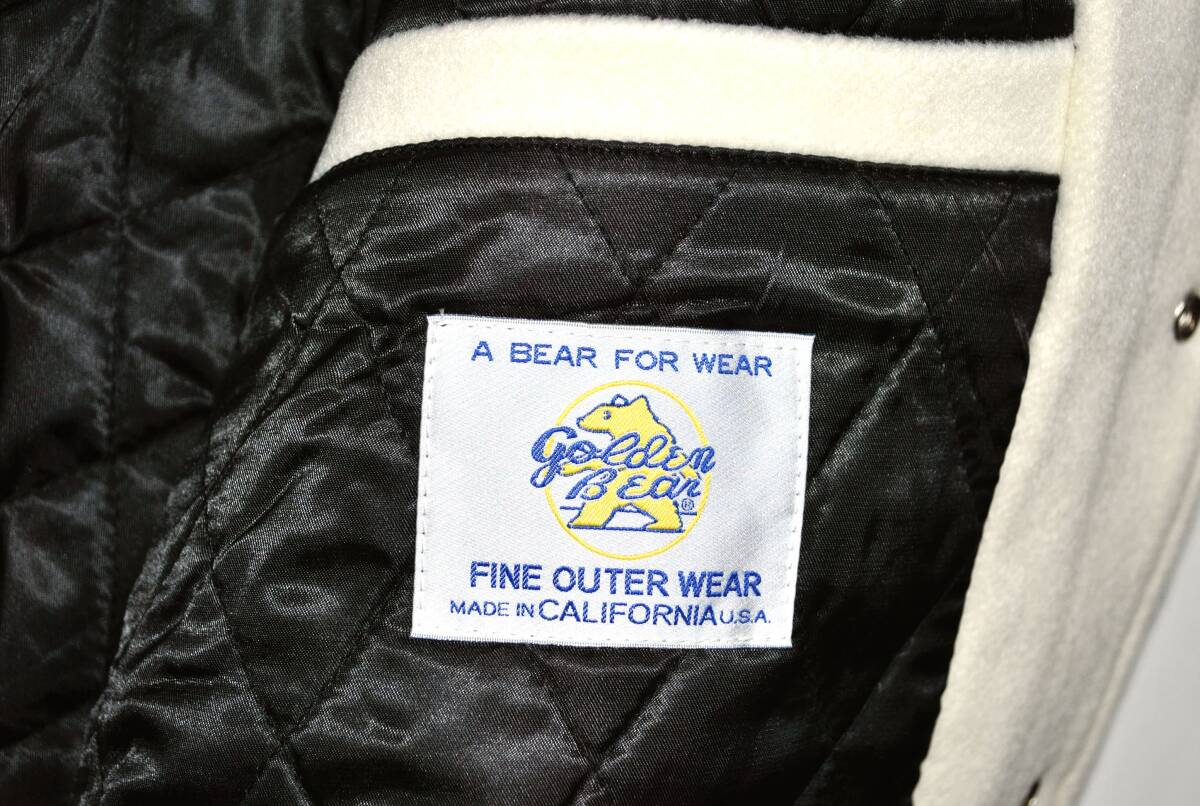 A BEAR FOR WEAR
Golden
Bear®
FINE OUTER WEAR
MADE IN CALIFORNIA U.S.A.